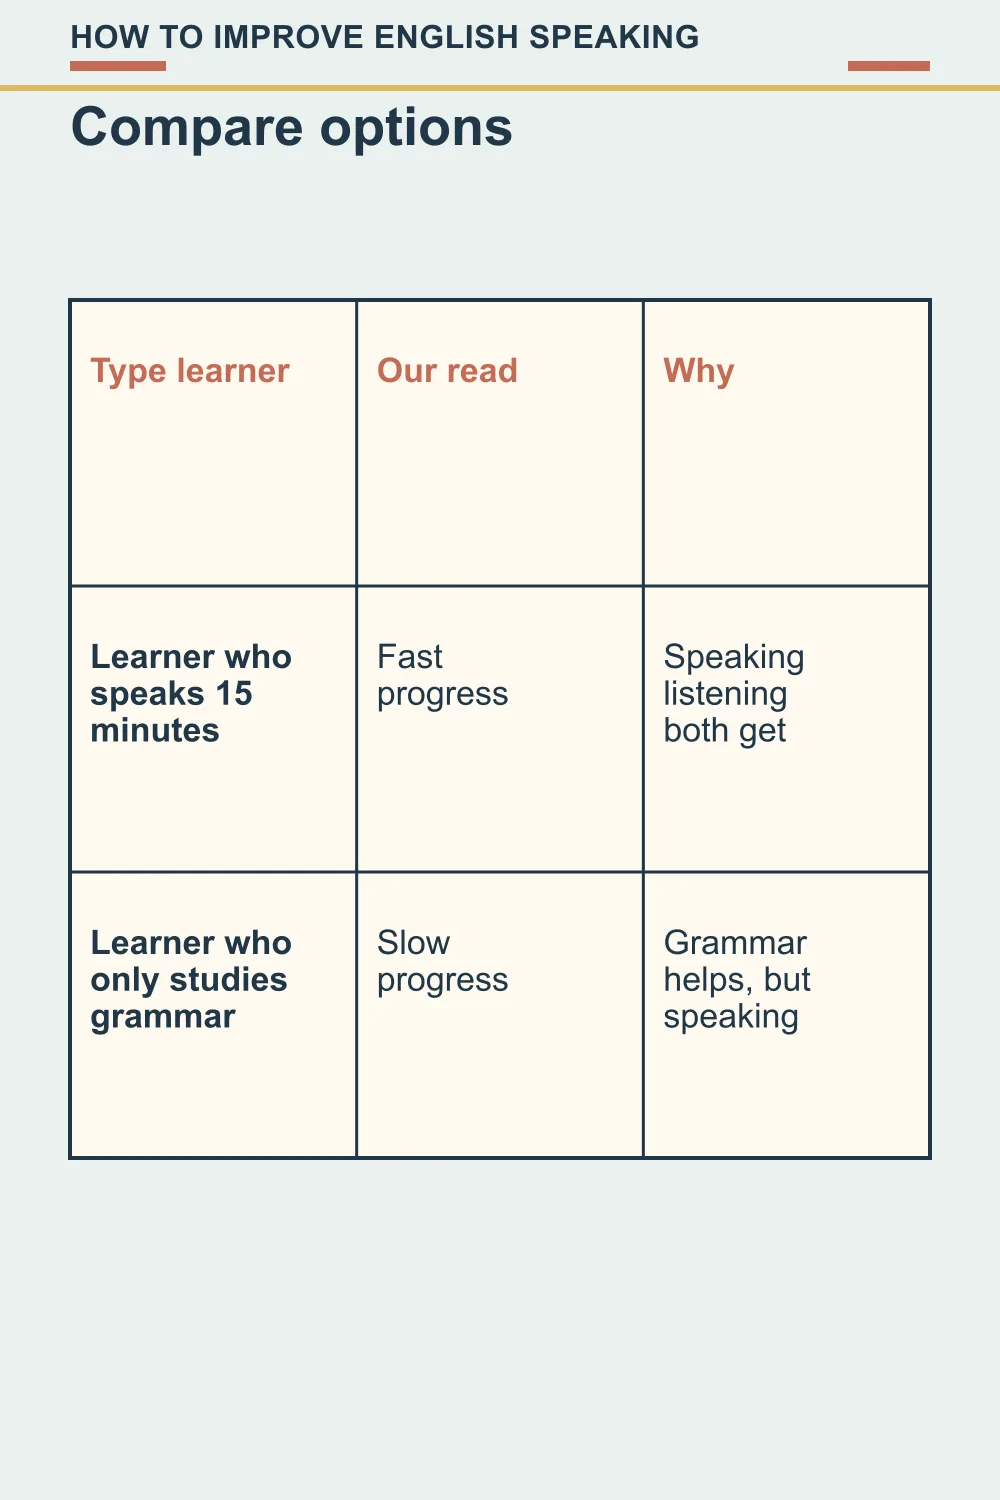 HOW TO IMPROVE ENGLISH SPEAKING
Compare options
Type learner
Our read
Why
Learner who
speaks 15
minutes
Fast
progress
Speaking
listening
both get
Learner who
only studies
grammar
Slow
progress
Grammar
helps, but
speaking